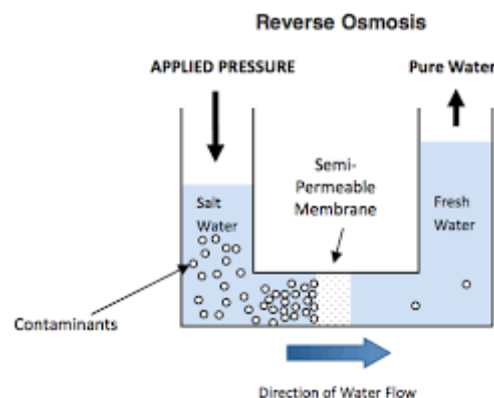 Reverse Osmosis
APPLIED PRESSURE
Pure Water
Semi-
Permeable
Membrane
Salt
Water
Fresh
Water
Contaminants
Direction of Water Flow